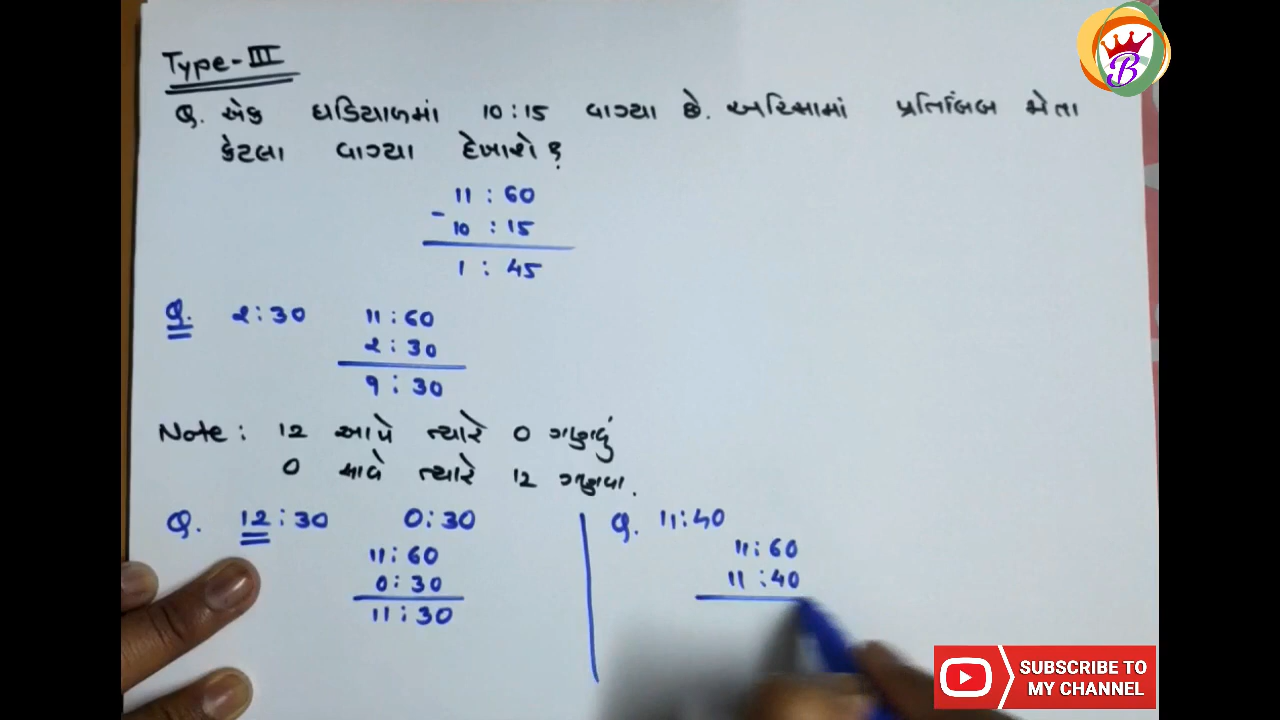 Type-III
Q. એક ઘડિયાળમાં 10:15 વાગ્યા છે. અરિસામાં પ્રતિબિંબ જોતા
કેટલા વાગ્યા દેખાશે ?
11 : 60
- 10 : 15
1 : 45
Q. 2:30 11:60
2:30
9:30
Note: 12 આપે ત્યારે 0 ગણવું
0 આવે ત્યારે 12 ગણવા.
Q. 12:30 0:30
11:60
0:30
11:30
Q. 11:40
11:60
11:40
B
SUBSCRIBE TO
MY CHANNEL